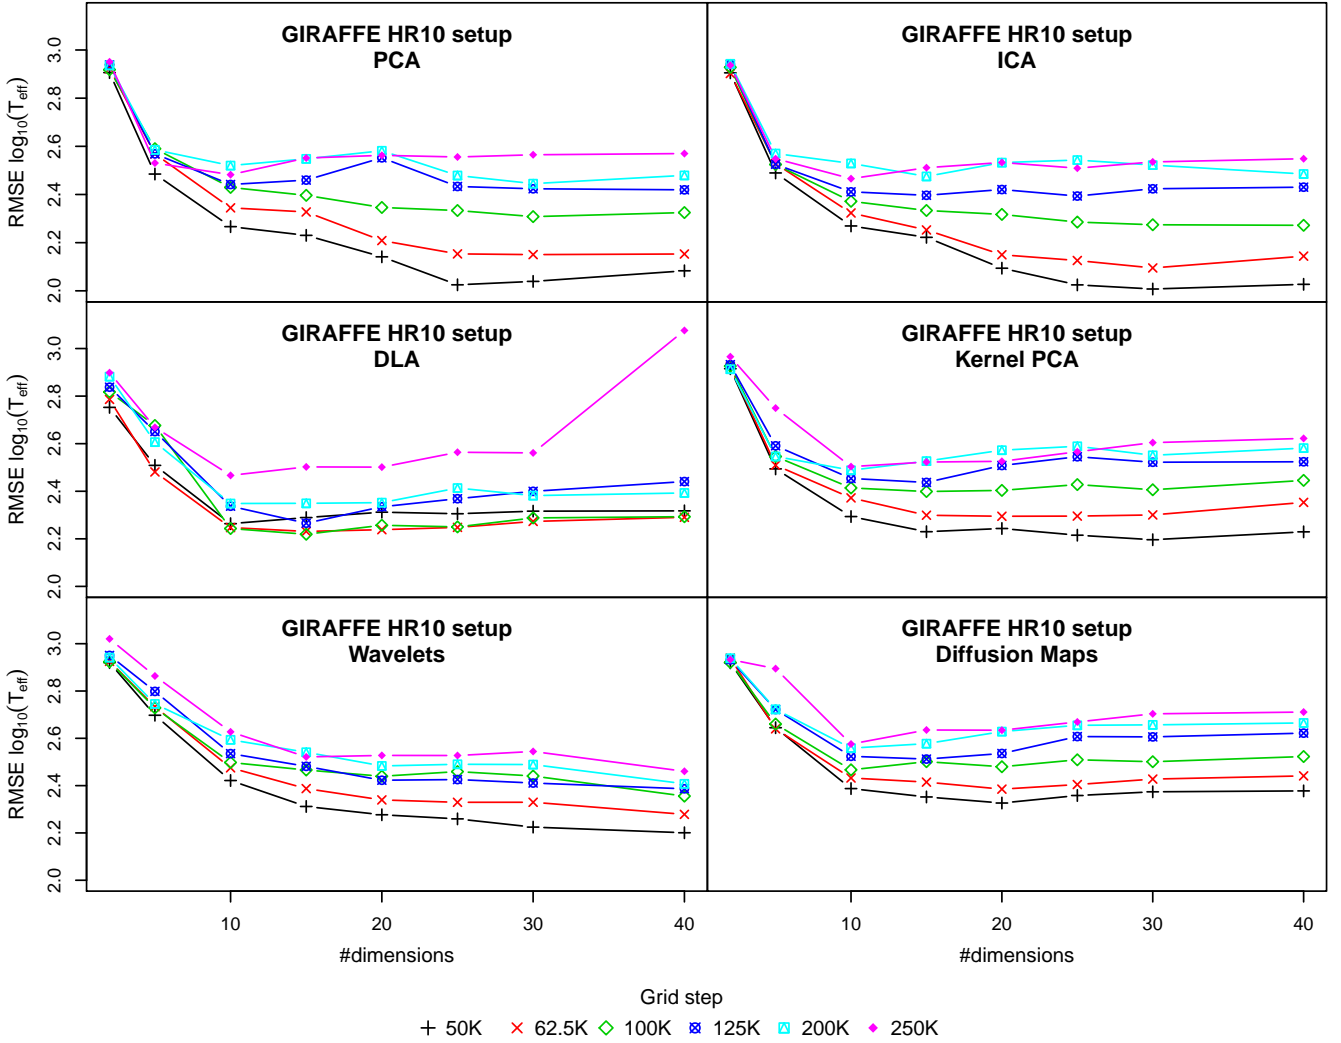 GIRAFFE HR10 setup
PCA
RMSE log₁₀(T_eff)
2.0 2.2 2.4 2.6 2.8 3.0
GIRAFFE HR10 setup
ICA
GIRAFFE HR10 setup
DLA
RMSE log₁₀(T_eff)
2.0 2.2 2.4 2.6 2.8 3.0
GIRAFFE HR10 setup
Kernel PCA
GIRAFFE HR10 setup
Wavelets
RMSE log₁₀(T_eff)
2.0 2.2 2.4 2.6 2.8 3.0
10 20 30 40
#dimensions
GIRAFFE HR10 setup
Diffusion Maps
10 20 30 40
#dimensions
Grid step
50K 62.5K 100K 125K 200K 250K